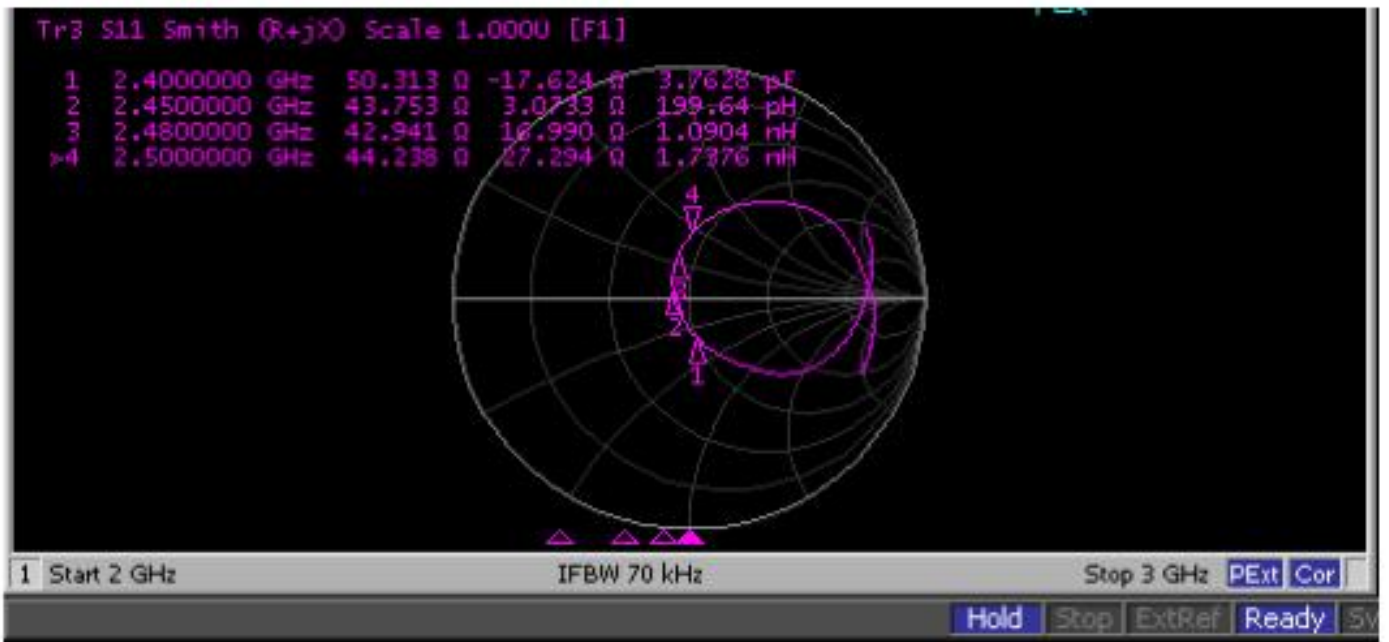 Tr3 S11 Smith (R+jX) Scale 1.000U [F1]
1 2.4000000 GHz 50.313 Ω -17.624 Ω 3.7628 pF
2 2.4500000 GHz 43.753 Ω 3.0733 Ω 199.64 pH
3 2.4800000 GHz 42.941 Ω 16.990 Ω 1.0904 nH
>4 2.5000000 GHz 44.238 Ω 27.294 Ω 1.7376 nH
4
2
1
1 Start 2 GHz IFBW 70 kHz Stop 3 GHz PExt Cor
Hold Stop ExtRef Ready